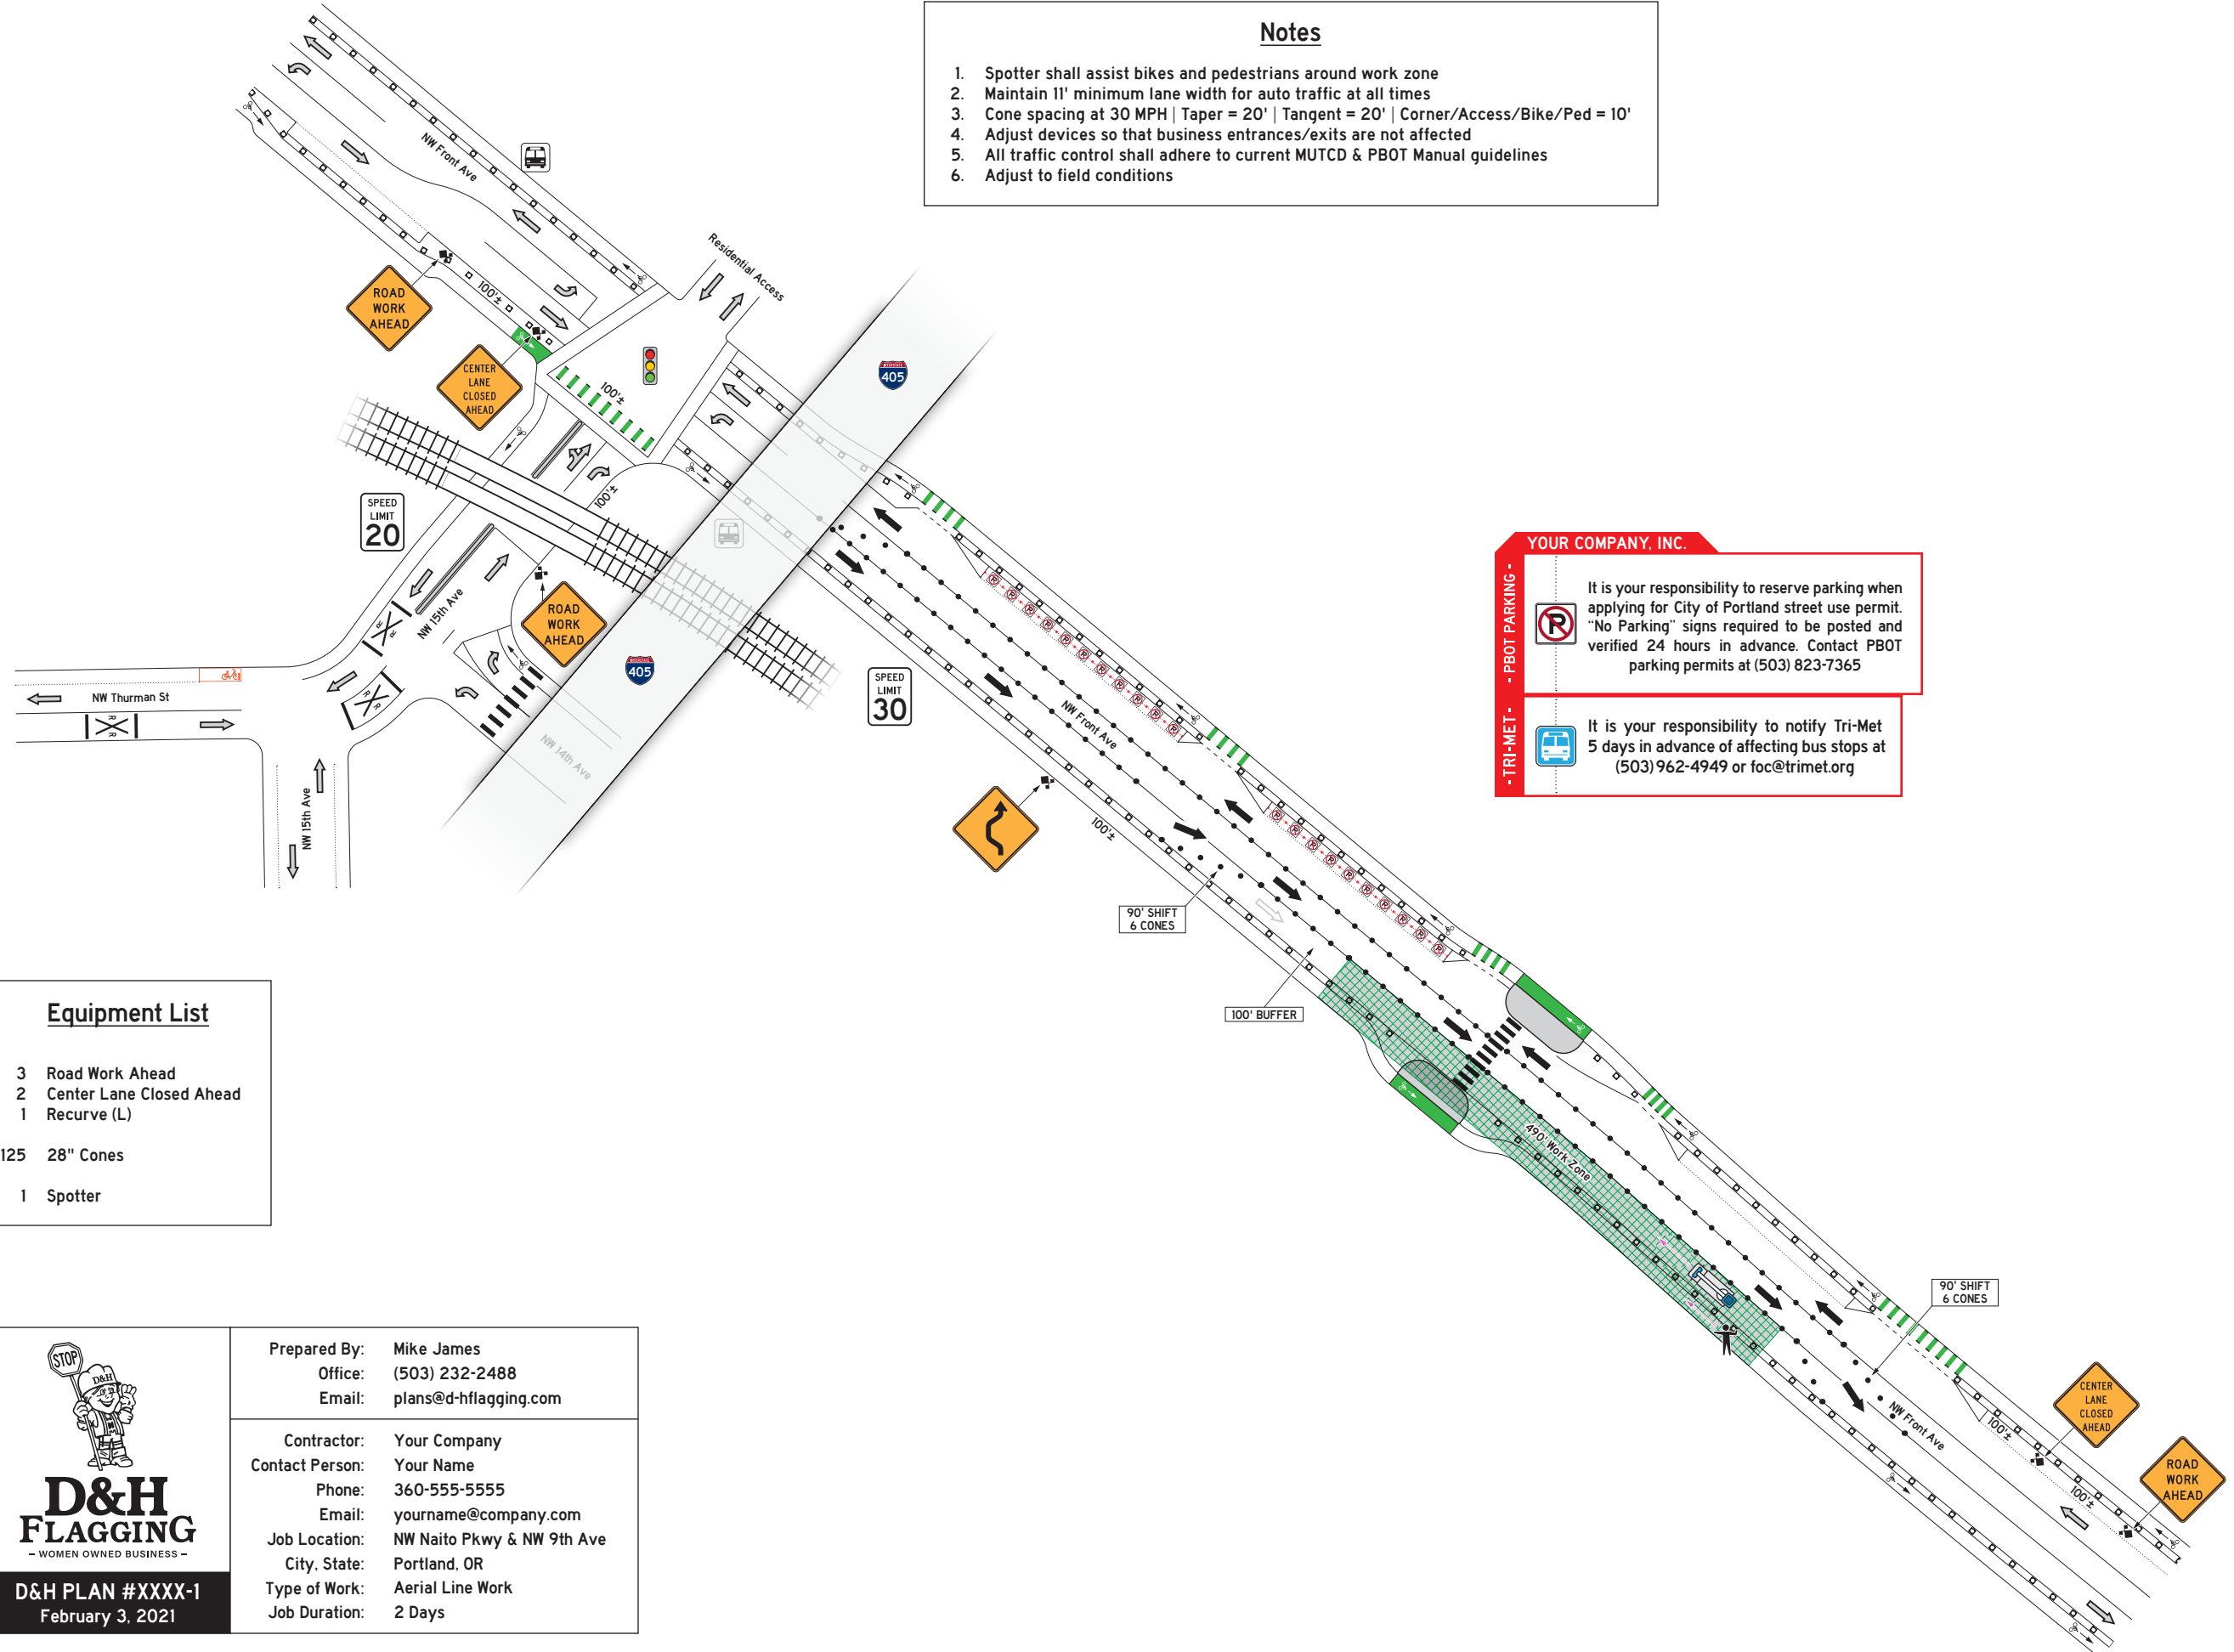 Notes
1. Spotter shall assist bikes and pedestrians around work zone
2. Maintain 11' minimum lane width for auto traffic at all times
3. Cone spacing at 30 MPH | Taper = 20' | Tangent = 20' | Corner/Access/Bike/Ped = 10'
4. Adjust devices so that business entrances/exits are not affected
5. All traffic control shall adhere to current MUTCD & PBOT Manual guidelines
6. Adjust to field conditions
NW Front Ave
Residential Access
ROAD
WORK
AHEAD
100'±
CENTER
LANE
CLOSED
AHEAD
100'±
INTERSTATE
405
SPEED
LIMIT
20
100'±
NW 15th Ave
ROAD
WORK
AHEAD
INTERSTATE
405
R R
R R
R R
NW Thurman St
NW 14th Ave
NW 15th Ave
SPEED
LIMIT
30
NW Front Ave
100'±
90' SHIFT
6 CONES
100' BUFFER
490' Work Zone
90' SHIFT
6 CONES
NW Front Ave
100'±
CENTER
LANE
CLOSED
AHEAD
100'±
ROAD
WORK
AHEAD
YOUR COMPANY, INC.
- PBOT PARKING -
P
It is your responsibility to reserve parking when
applying for City of Portland street use permit.
“No Parking” signs required to be posted and
verified 24 hours in advance. Contact PBOT
parking permits at (503) 823-7365
- TRI-MET -
It is your responsibility to notify Tri-Met
5 days in advance of affecting bus stops at
(503) 962-4949 or foc@trimet.org
Equipment List
3 Road Work Ahead
2 Center Lane Closed Ahead
1 Recurve (L)
125 28" Cones
1 Spotter
STOP
D&H
D&H
FLAGGING
- WOMEN OWNED BUSINESS -
D&H PLAN #XXXX-1
February 3, 2021
Prepared By: Mike James
Office: (503) 232-2488
Email: plans@d-hflagging.com
Contractor: Your Company
Contact Person: Your Name
Phone: 360-555-5555
Email: yourname@company.com
Job Location: NW Naito Pkwy & NW 9th Ave
City, State: Portland, OR
Type of Work: Aerial Line Work
Job Duration: 2 Days